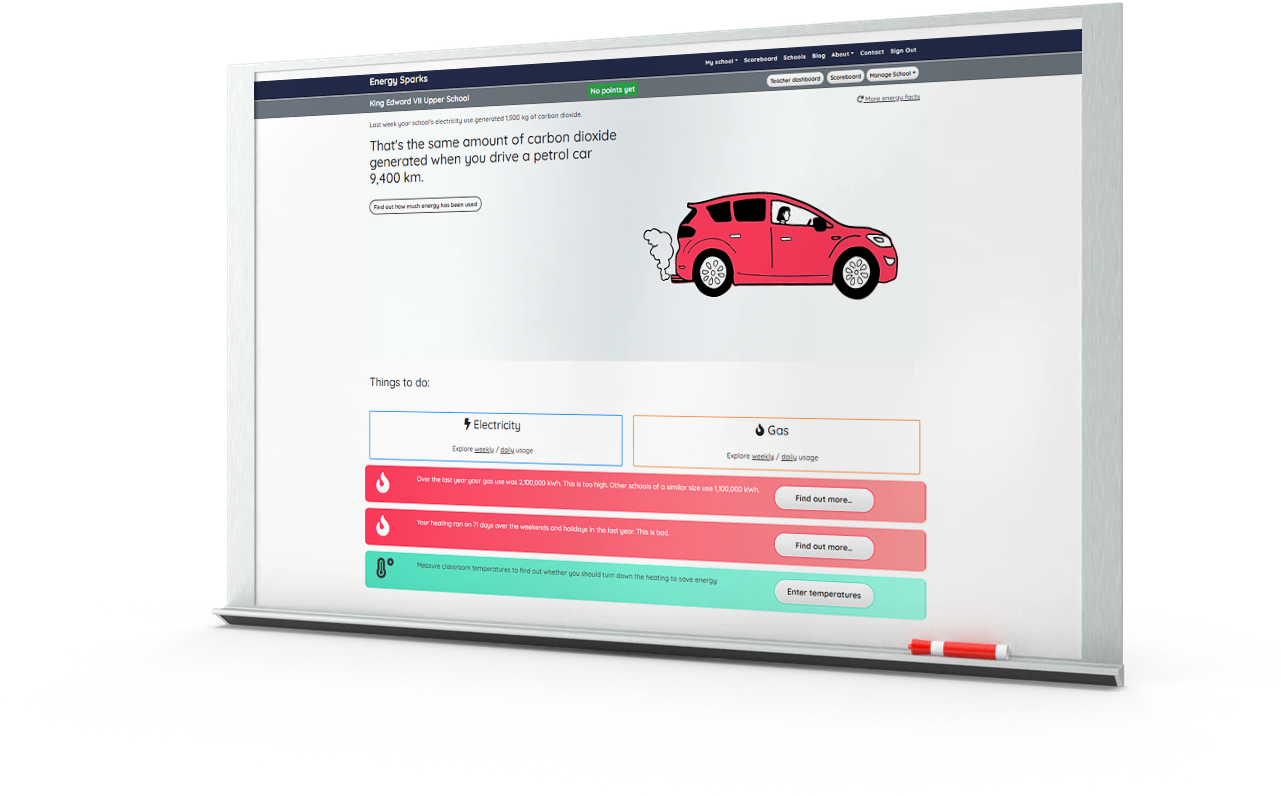 Energy Sparks
My school Scoreboard Schools Blog About Contact Sign Out
King Edward VII Upper School
No points yet
Teacher dashboard Scoreboard Manage School
More energy facts
Last week your school's electricity use generated 1,500 kg of carbon dioxide.
That's the same amount of carbon dioxide
generated when you drive a petrol car
9,400 km.
Find out how much energy has been used
Things to do:
Electricity
Explore weekly / daily usage
Gas
Explore weekly / daily usage
Over the last year your gas use was 2,100,000 kWh. This is too high. Other schools of a similar size use 1,100,000 kWh.
Find out more...
Your heating ran on 71 days over the weekends and holidays in the last year. This is bad.
Find out more...
Measure classroom temperatures to find out whether you should turn down the heating to save energy
Enter temperatures